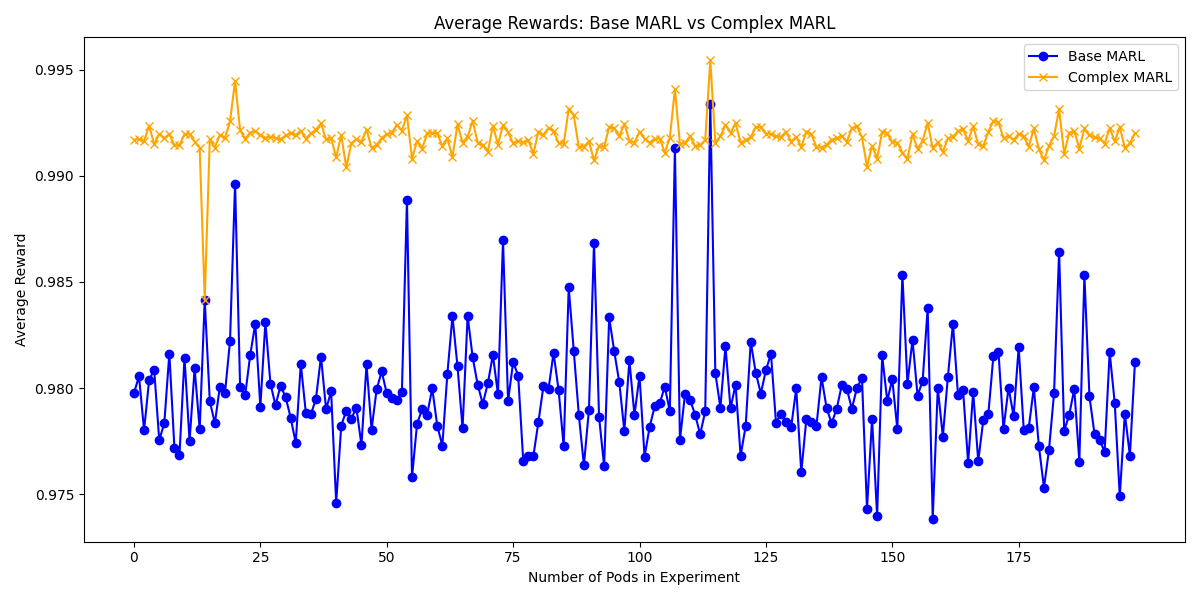 Average Rewards: Base MARL vs Complex MARL
Base MARL
Complex MARL
0.995
0.990
0.985
0.980
0.975
Average Reward
0 25 50 75 100 125 150 175
Number of Pods in Experiment